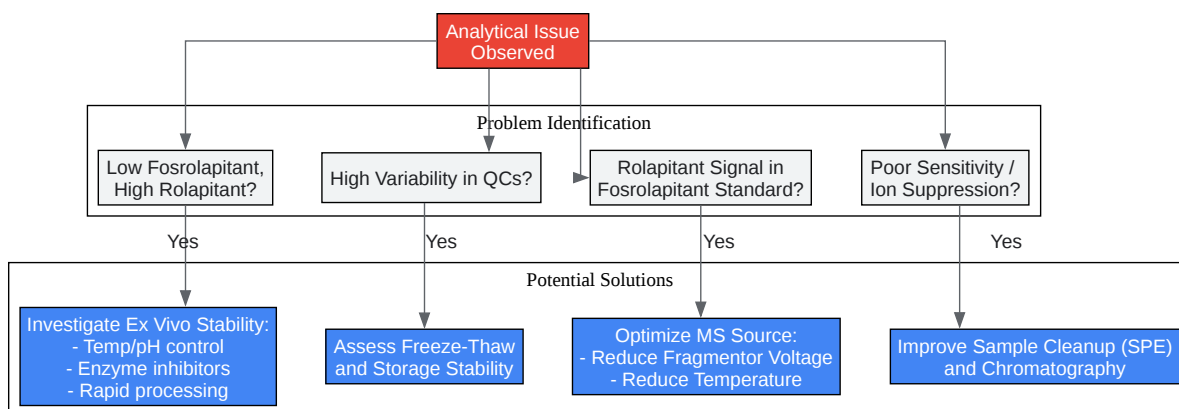 Analytical Issue
Observed
Problem Identification
Low Fosrolapitant,
High Rolapitant?
High Variability in QCs?
Rolapitant Signal in
Fosrolapitant Standard?
Poor Sensitivity /
Ion Suppression?
Yes
Yes
Yes
Yes
Potential Solutions
Investigate Ex Vivo Stability:
- Temp/pH control
- Enzyme inhibitors
- Rapid processing
Assess Freeze-Thaw
and Storage Stability
Optimize MS Source:
- Reduce Fragmentor Voltage
- Reduce Temperature
Improve Sample Cleanup (SPE)
and Chromatography